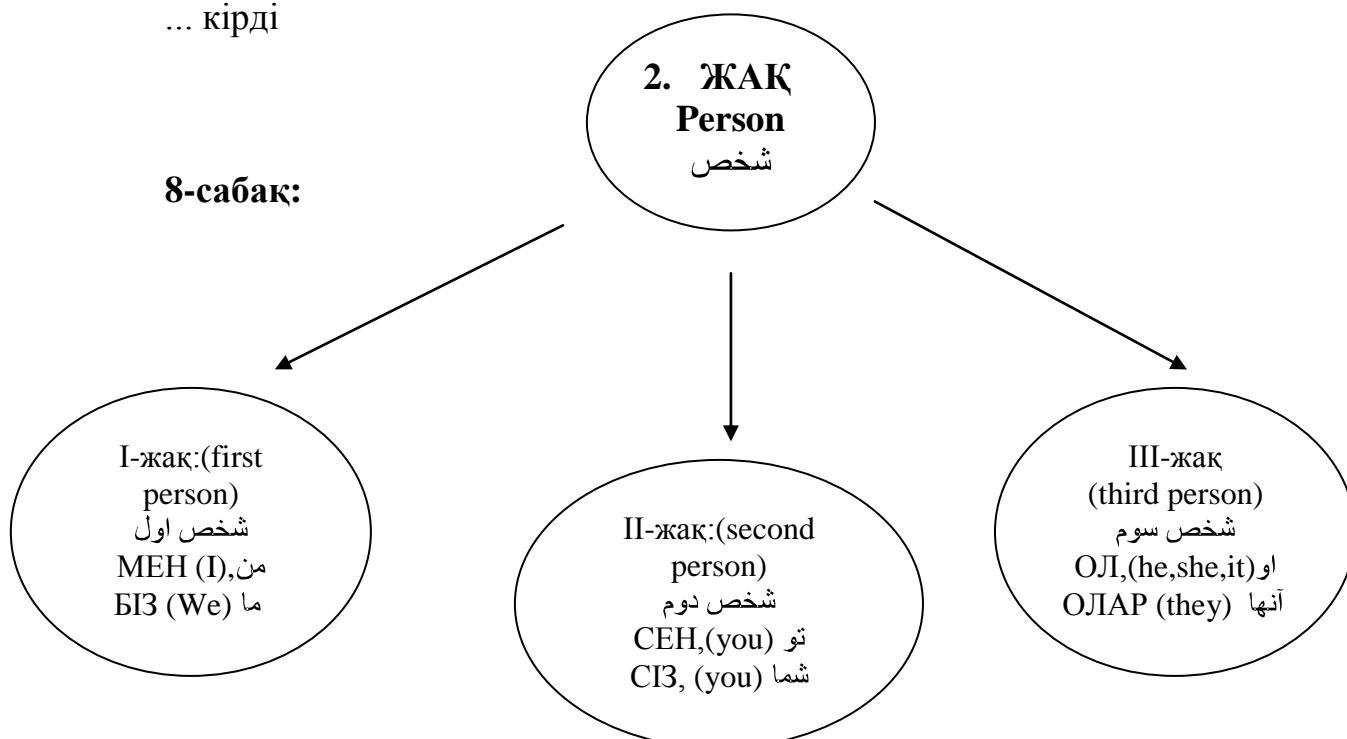 ... кірді
2. ЖАҚ
Person
شخص
8-сабақ:
I-жақ:(first
person)
شخص اول
МЕН (I),من
БІЗ (We) ما
II-жақ:(second
person)
شخص دوم
СЕН,(you) تو
СІЗ, (you) شما
III-жақ
(third person)
شخص سوم
ОЛ,(he,she,it)او
ОЛАР (they) آنها